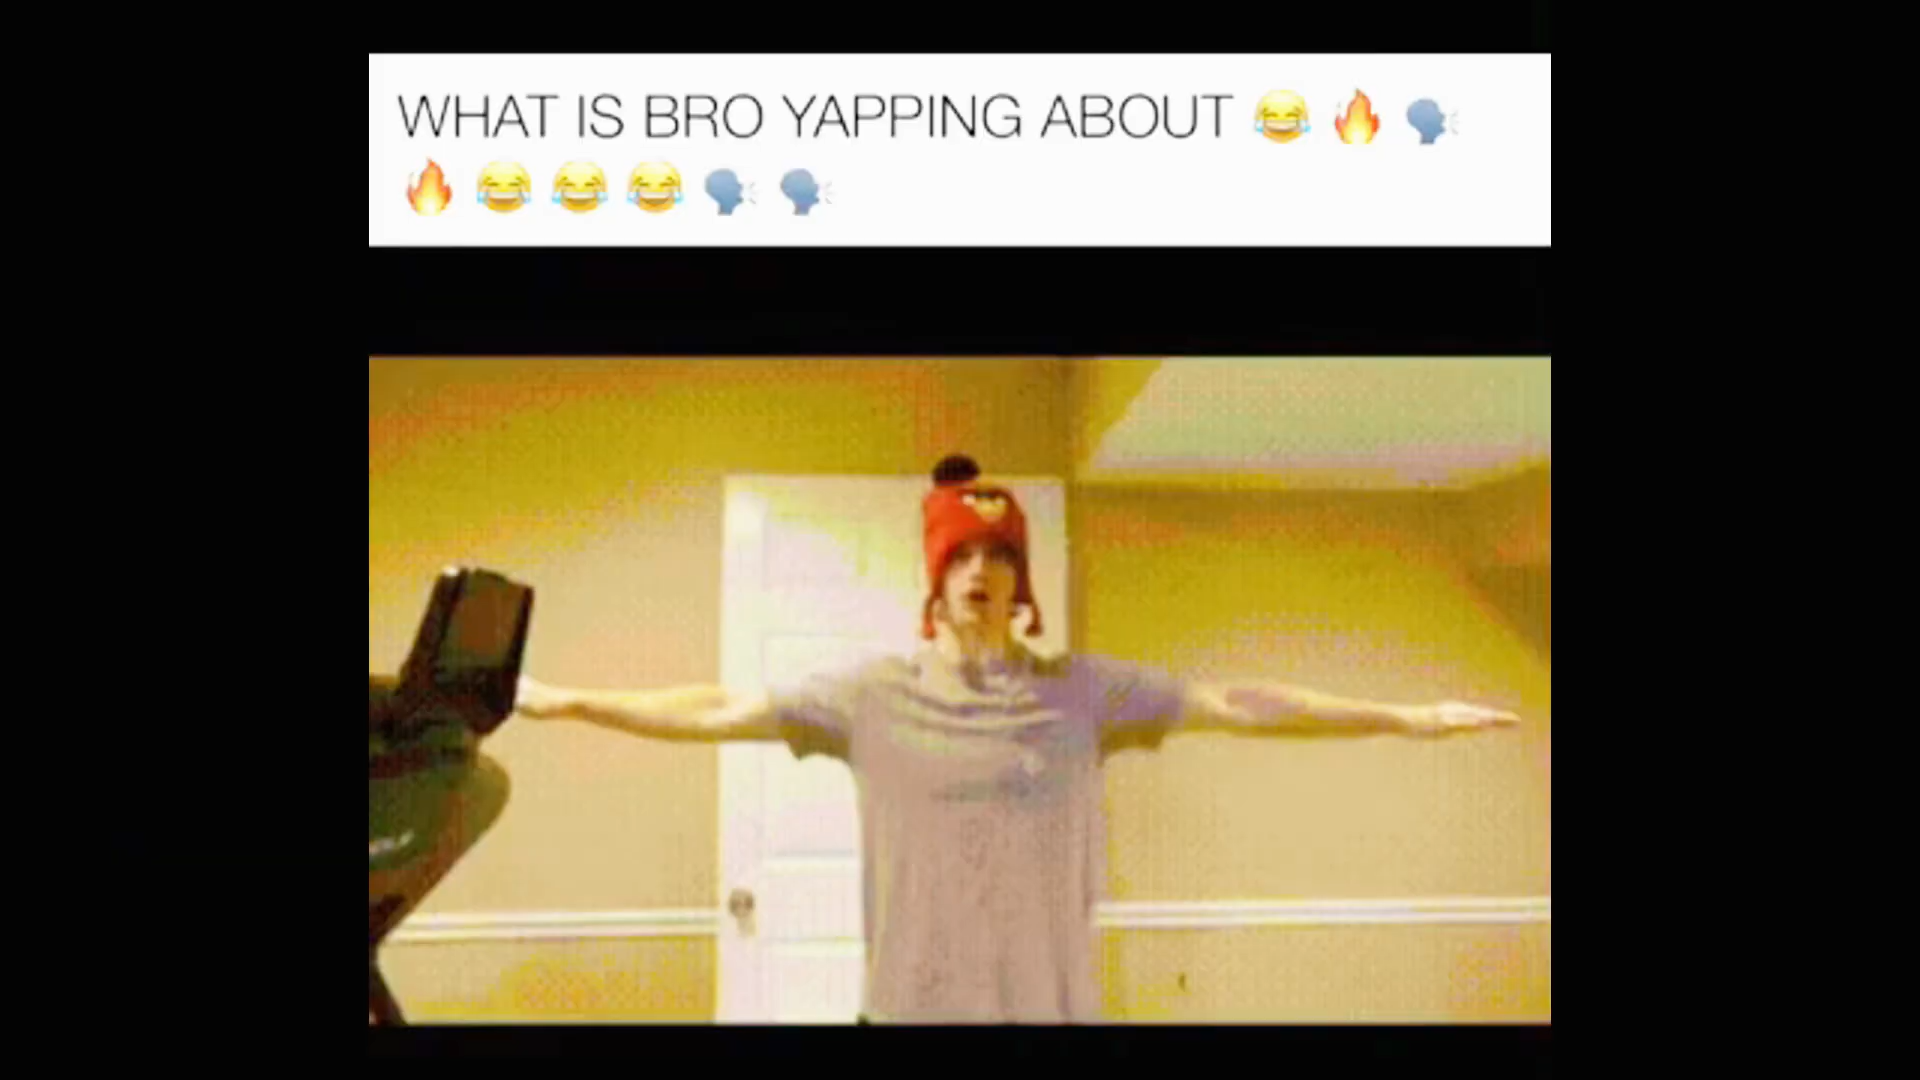 WHAT IS BRO YAPPING ABOUT 😂 🔥 🗣️
🔥 😂 😂 😂 🗣️ 🗣️